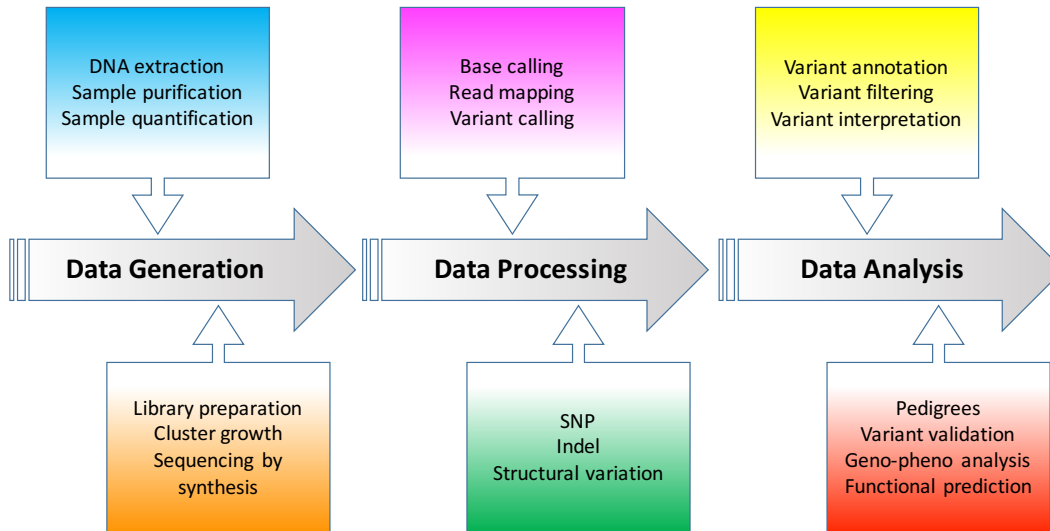 DNA extraction
Sample purification
Sample quantification
Base calling
Read mapping
Variant calling
Variant annotation
Variant filtering
Variant interpretation
Data Generation
Data Processing
Data Analysis
Library preparation
Cluster growth
Sequencing by
synthesis
SNP
Indel
Structural variation
Pedigrees
Variant validation
Geno-pheno analysis
Functional prediction